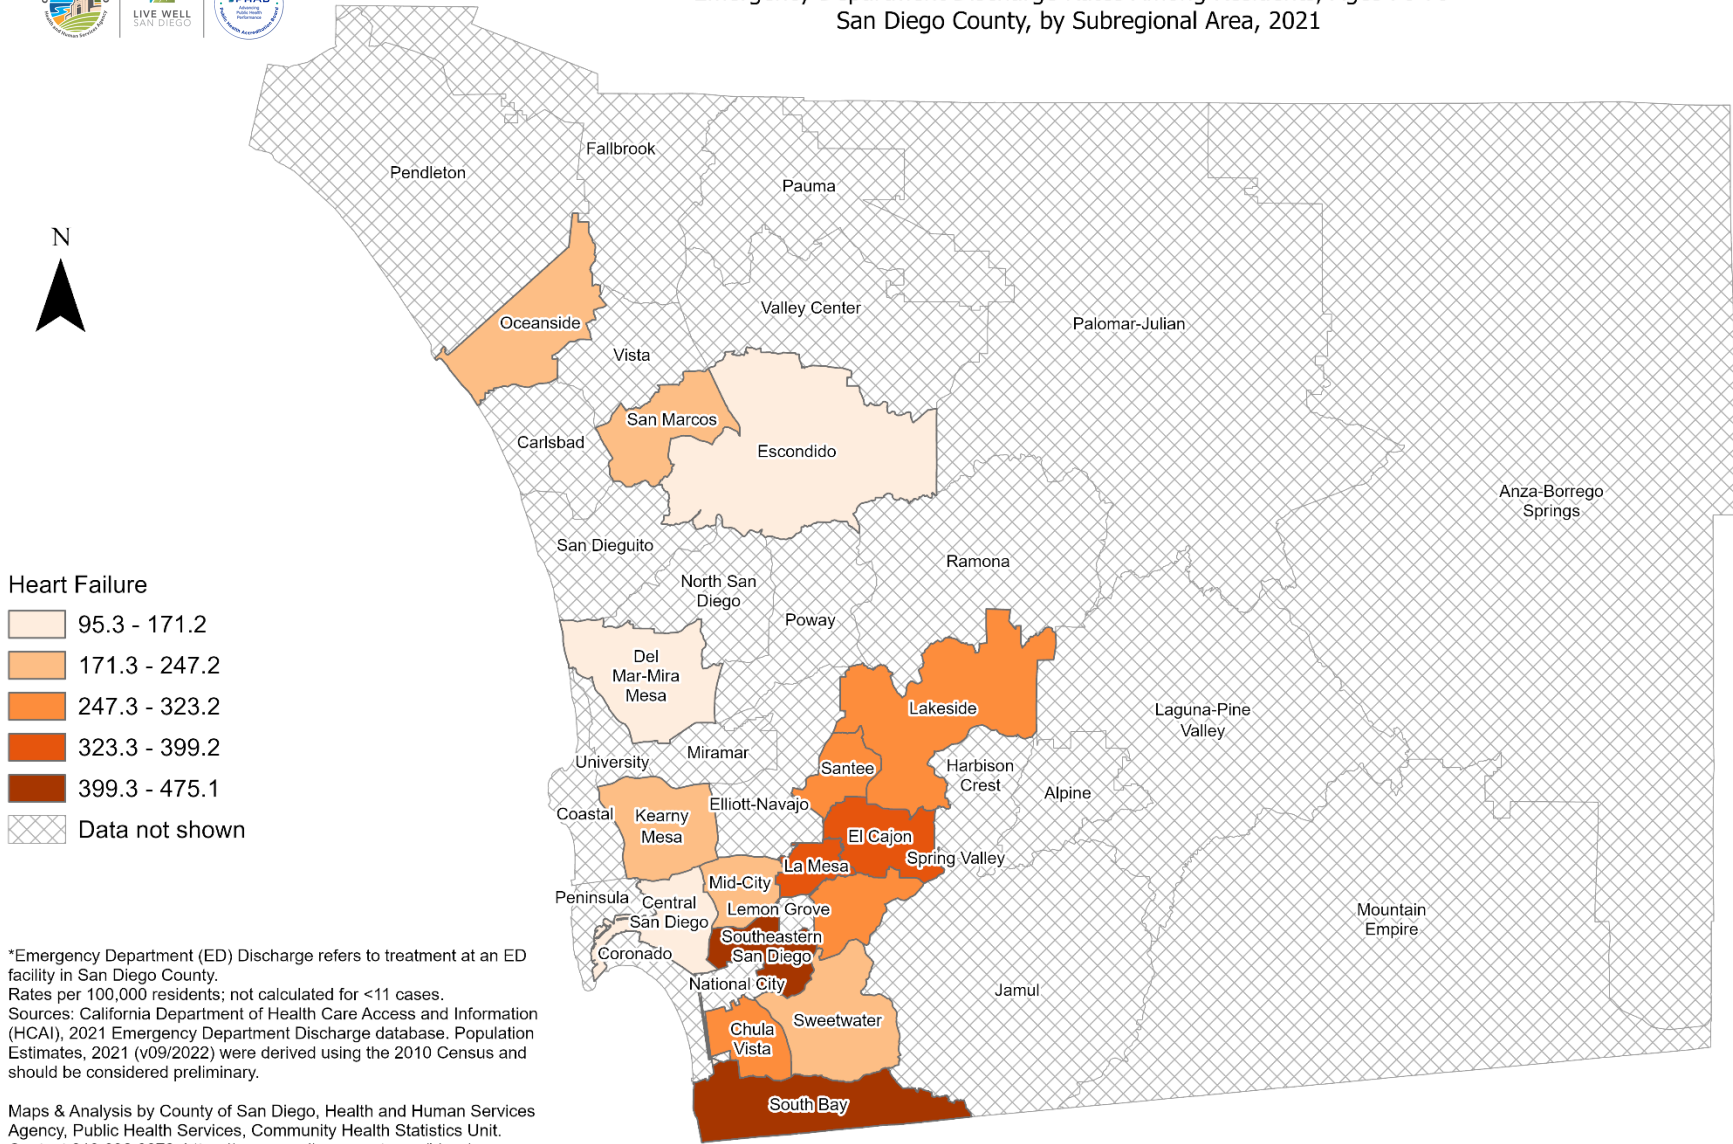 LIVE WELL
SAN DIEGO
San Diego County, by Subregional Area, 2021
Fallbrook
Pendleton
Pauma
N
Valley Center
Oceanside
Palomar-Julian
Vista
San Marcos
Carlsbad
Escondido
Anza-Borrego
Springs
San Dieguito
Ramona
North San
Diego
Poway
Heart Failure
95.3 - 171.2
171.3 - 247.2
247.3 - 323.2
323.3 - 399.2
399.3 - 475.1
Data not shown
Del
Mar-Mira
Mesa
Lakeside
Laguna-Pine
Valley
Miramar
University
Santee
Harbison
Crest
Alpine
Elliott-Navajo
Coastal
Kearny
Mesa
El Cajon
Spring Valley
La Mesa
Mid-City
Peninsula
Central
San Diego
Lemon Grove
Mountain
Empire
Southeastern
San Diego
Coronado
National City
Jamul
Sweetwater
Chula
Vista
South Bay
*Emergency Department (ED) Discharge refers to treatment at an ED
facility in San Diego County.
Rates per 100,000 residents; not calculated for <11 cases.
Sources: California Department of Health Care Access and Information
(HCAI), 2021 Emergency Department Discharge database. Population
Estimates, 2021 (v09/2022) were derived using the 2010 Census and
should be considered preliminary.
Maps & Analysis by County of San Diego, Health and Human Services
Agency, Public Health Services, Community Health Statistics Unit.